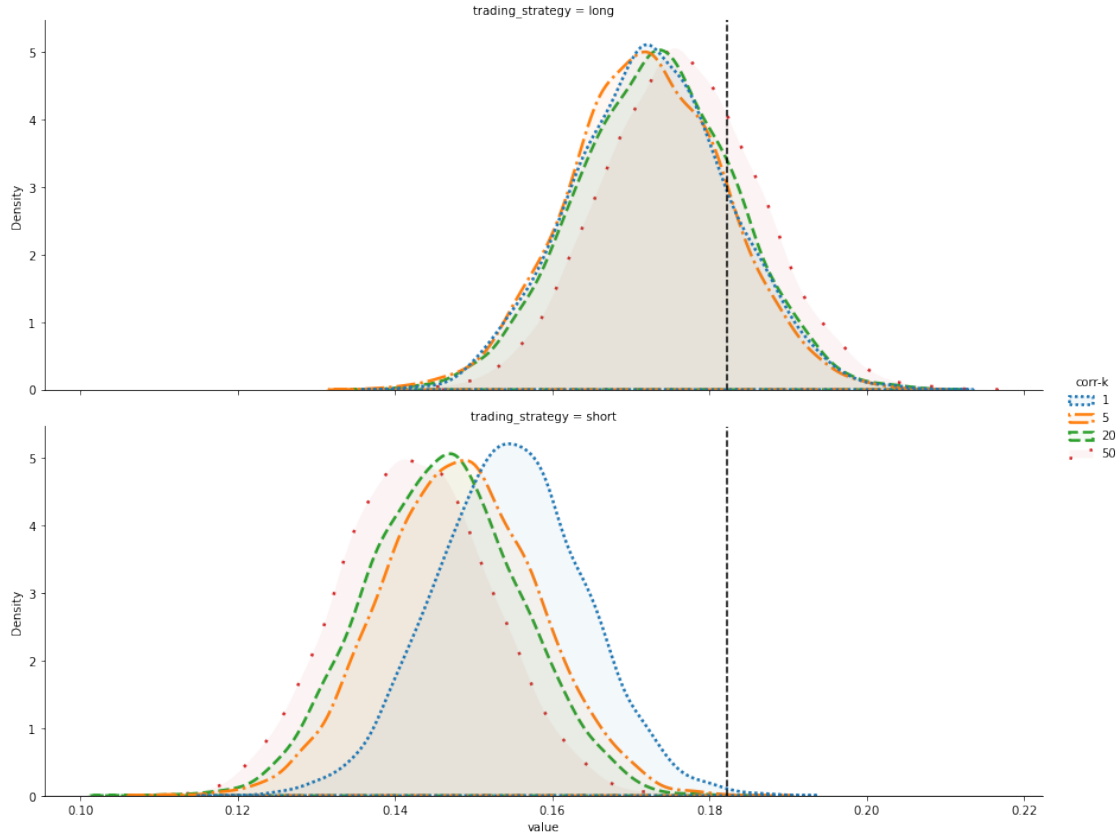 trading_strategy = long
5
4
3
2
1
0
Density
trading_strategy = short
5
4
3
2
1
0
Density
0.10 0.12 0.14 0.16 0.18 0.20 0.22
value
corr-k
1
5
20
50